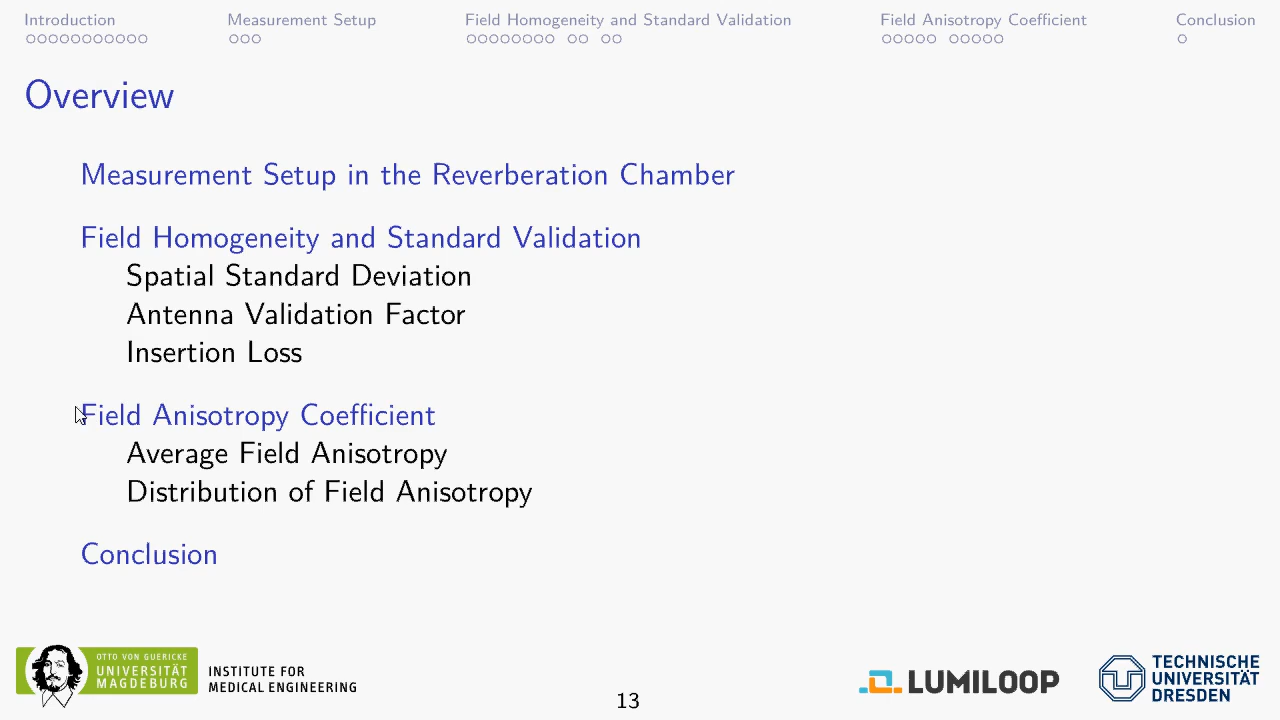 Introduction
Measurement Setup
Field Homogeneity and Standard Validation
Field Anisotropy Coefficient
Conclusion
Overview
Measurement Setup in the Reverberation Chamber
Field Homogeneity and Standard Validation
Spatial Standard Deviation
Antenna Validation Factor
Insertion Loss
Field Anisotropy Coefficient
Average Field Anisotropy
Distribution of Field Anisotropy
Conclusion
OTTO VON GUERICKE
UNIVERSITÄT
MAGDEBURG
INSTITUTE FOR
MEDICAL ENGINEERING
13
LUMILOOP
TECHNISCHE
UNIVERSITÄT
DRESDEN